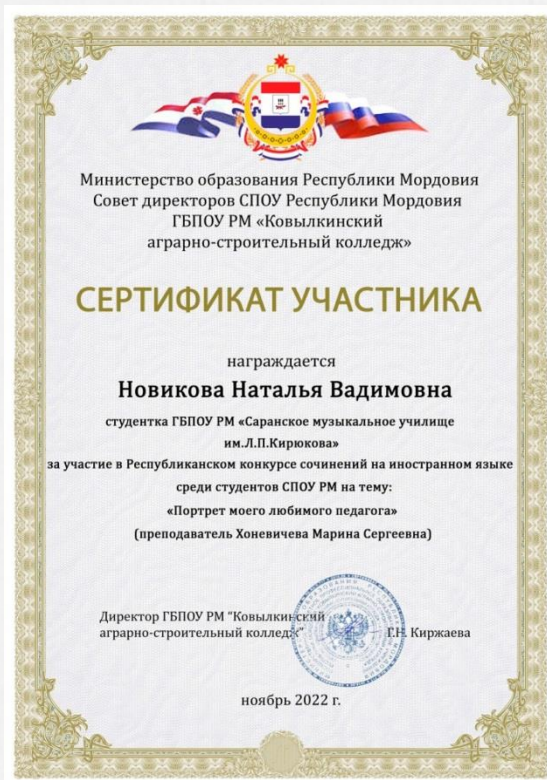 Министерство образования Республики Мордовия
Совет директоров СПОУ Республики Мордовия
ГБПОУ РМ «Ковылкинский
аграрно-строительный колледж»
СЕРТИФИКАТ УЧАСТНИКА
награждается
Новикова Наталья Вадимовна
студентка ГБПОУ РМ «Саранское музыкальное училище
им.Л.П.Кирюкова»
за участие в Республиканском конкурсе сочинений на иностранном языке
среди студентов СПОУ РМ на тему:
«Портрет моего любимого педагога»
(преподаватель Хоневичева Марина Сергеевна)
Директор ГБПОУ РМ "Ковылкинский
аграрно-строительный колледж" Г.Н. Киржаева
ноябрь 2022 г.